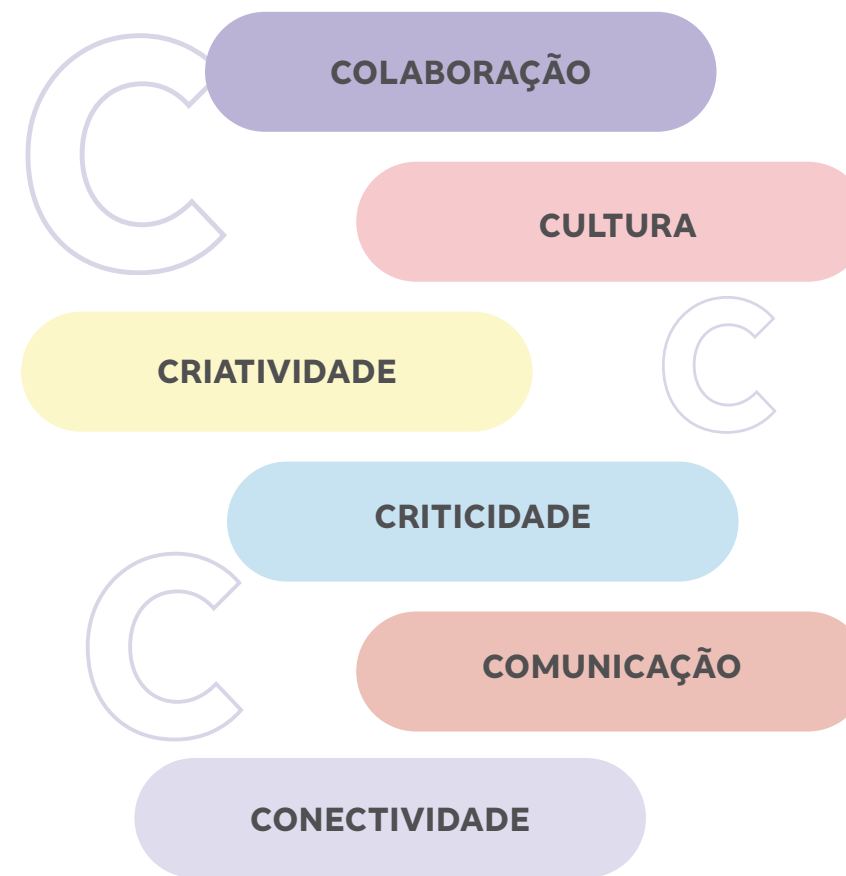 C
COLABORAÇÃO
CULTURA
CRIATIVIDADE
C
CRITICIDADE
C
COMUNICAÇÃO
CONECTIVIDADE